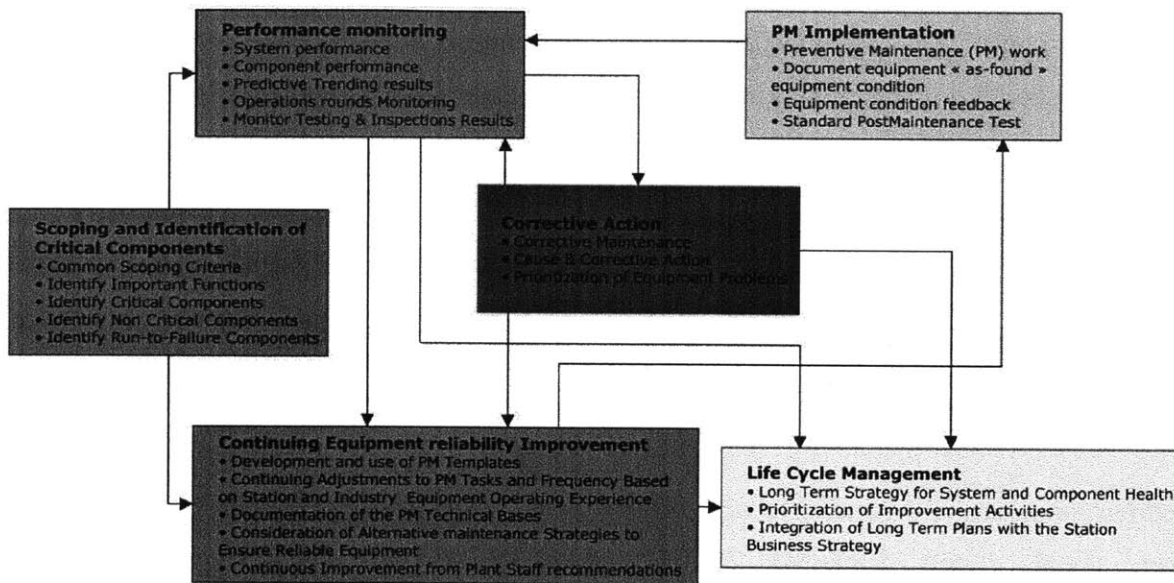 Performance monitoring
• System performance
• Component performance
• Predictive Trending results
• Operations rounds Monitoring
• Monitor Testing & Inspections Results
PM Implementation
• Preventive Maintenance (PM) work
• Document equipment « as-found »
equipment condition
• Equipment condition feedback
• Standard PostMaintenance Test
Scoping and Identification of
Critical Components
• Common Scoping Criteria
• Identify Important Functions
• Identify Critical Components
• Identify Non Critical Components
• Identify Run-to-Failure Components
Corrective Action
• Corrective Maintenance
• Cause & Corrective Action
• Prioritization of Equipment Problems
Continuing Equipment reliability Improvement
• Development and use of PM Templates
• Continuing Adjustments to PM Tasks and Frequency Based
on Station and Industry Equipment Operating Experience
• Documentation of the PM Technical Bases
• Consideration of Alternative maintenance Strategies to
Ensure Reliable Equipment
• Continuous Improvement from Plant Staff recommendations
Life Cycle Management
• Long Term Strategy for System and Component Health
• Prioritization of Improvement Activities
• Integration of Long Term Plans with the Station
Business Strategy